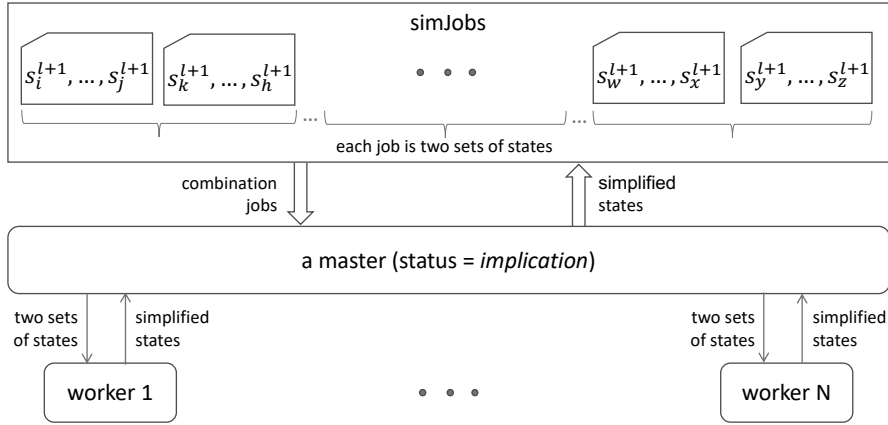 simJobs
s_i^{l+1}, ..., s_j^{l+1}
s_k^{l+1}, ..., s_h^{l+1}
s_w^{l+1}, ..., s_x^{l+1}
s_y^{l+1}, ..., s_z^{l+1}
... ...
each job is two sets of states
combination
jobs
simplified
states
a master (status = implication)
two sets
of states
simplified
states
two sets
of states
simplified
states
worker 1
worker N